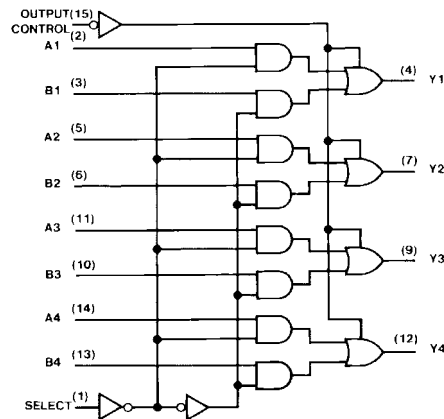 OUTPUT (15)
CONTROL
(2)
A1
(4)
Y1
(3)
B1
(5)
A2
(7)
Y2
(6)
B2
(11)
A3
(9)
Y3
(10)
B3
(14)
A4
(12)
Y4
(13)
B4
SELECT (1)